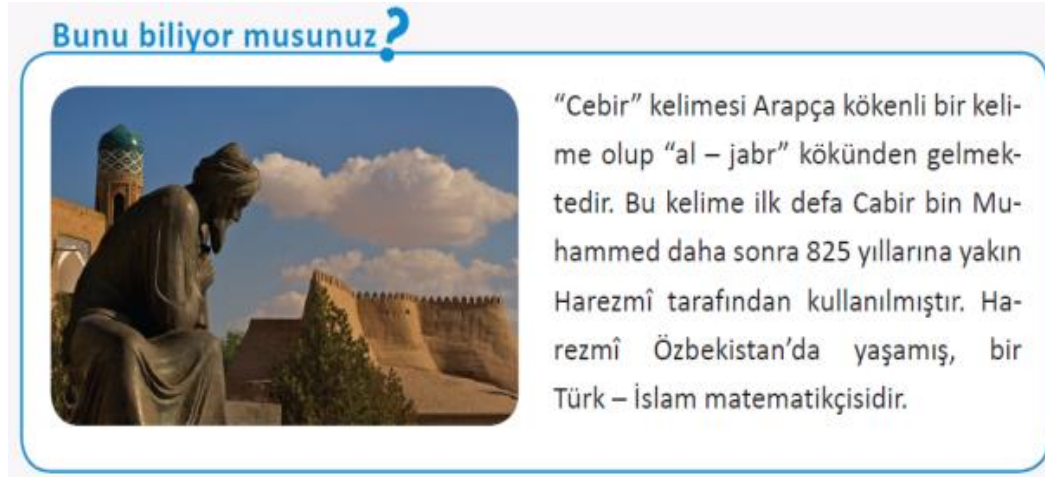 Bunu biliyor musunuz?
“Cebir” kelimesi Arapça kökenli bir keli-
me olup “al – jabr” kökünden gelmek-
tedir. Bu kelime ilk defa Cabir bin Mu-
hammed daha sonra 825 yıllarına yakın
Harezmî tarafından kullanılmıştır. Ha-
rezmî Özbekistan’da yaşamış, bir
Türk – İslam matematikçisidir.